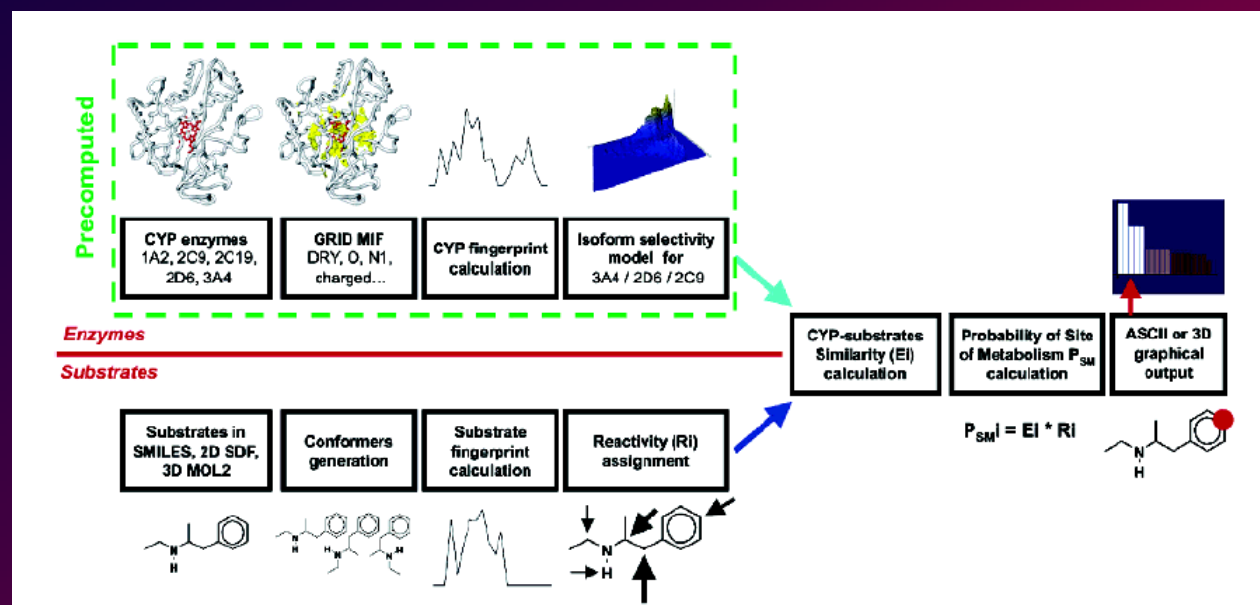 Precomputed
CYP enzymes
1A2, 2C9, 2C19,
2D6, 3A4
GRID MIF
DRY, O, N1,
charged...
CYP fingerprint
calculation
Isoform selectivity
model for
3A4 / 2D6 / 2C9
Enzymes
Substrates
CYP-substrates
Similarity (Ei)
calculation
Probability of Site
of Metabolism PSM
calculation
ASCII or 3D
graphical
output
PSMi = Ei * Ri
Substrates in
SMILES, 2D SDF,
3D MOL2
Conformers
generation
Substrate
fingerprint
calculation
Reactivity (Ri)
assignment
N
H
N
H
H
N
N
H
N
H
N
H